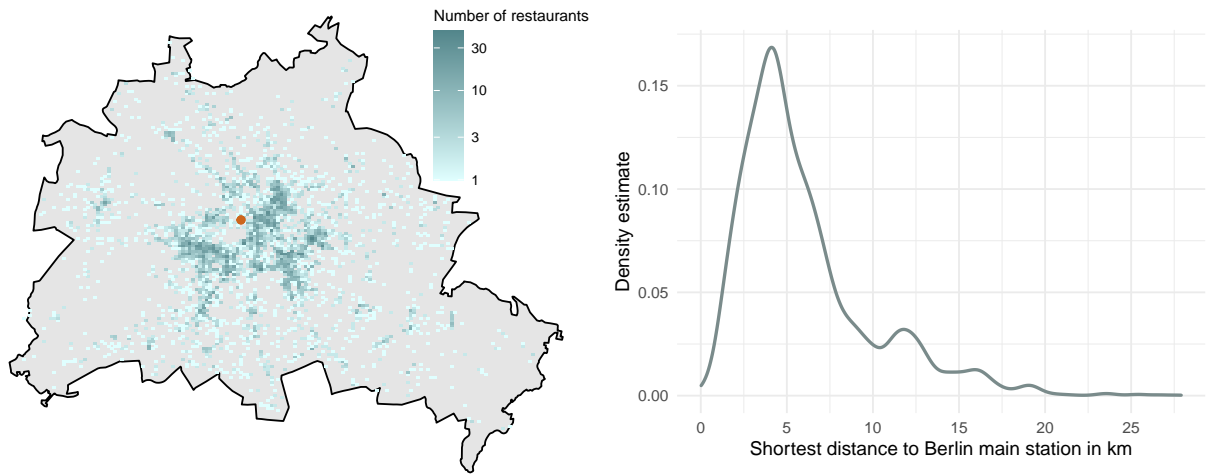 Number of restaurants
30
10
3
1
Density estimate
0.15
0.10
0.05
0.00
0 5 10 15 20 25
Shortest distance to Berlin main station in km